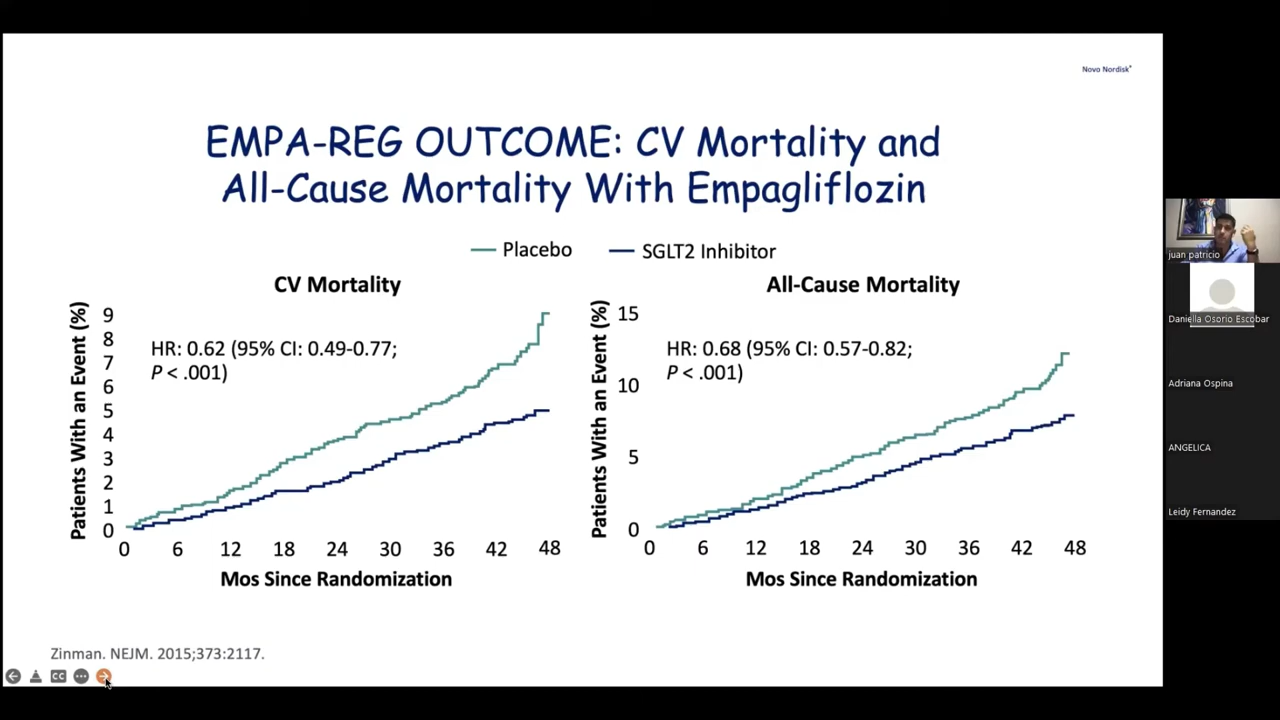 Novo Nordisk
EMPA-REG OUTCOME: CV Mortality and
All-Cause Mortality With Empagliflozin
Placebo
SGLT2 Inhibitor
CV Mortality
Patients With an Event (%)
9
8
7
6
5
4
3
2
1
0
HR: 0.62 (95% CI: 0.49-0.77;
P < .001)
0 6 12 18 24 30 36 42 48
Mos Since Randomization
All-Cause Mortality
Patients With an Event (%)
15
10
5
0
HR: 0.68 (95% CI: 0.57-0.82;
P < .001)
0 6 12 18 24 30 36 42 48
Mos Since Randomization
Zinman. NEJM. 2015;373:2117.
CC
juan patricio
Daniella Osorio Escobar
Adriana Ospina
ANGELICA
Leidy Fernandez